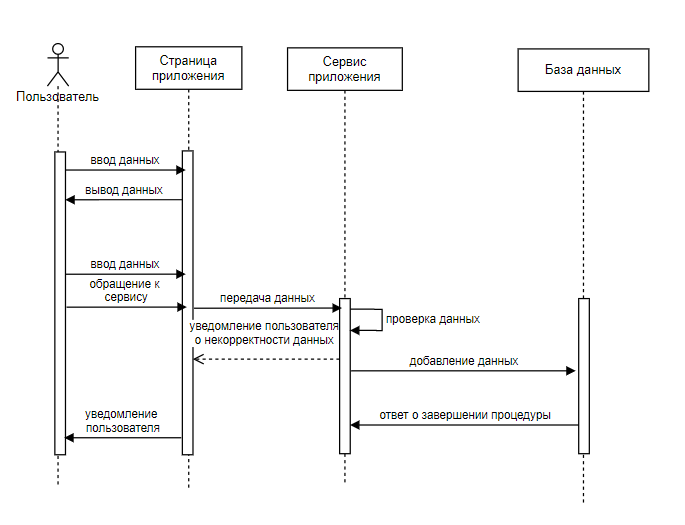 Пользователь
Страница
приложения
Сервис
приложения
База данных
ввод данных
вывод данных
ввод данных
обращение к
сервису
передача данных
проверка данных
уведомление пользователя
о некорректности данных
добавление данных
ответ о завершении процедуры
уведомление
пользователя